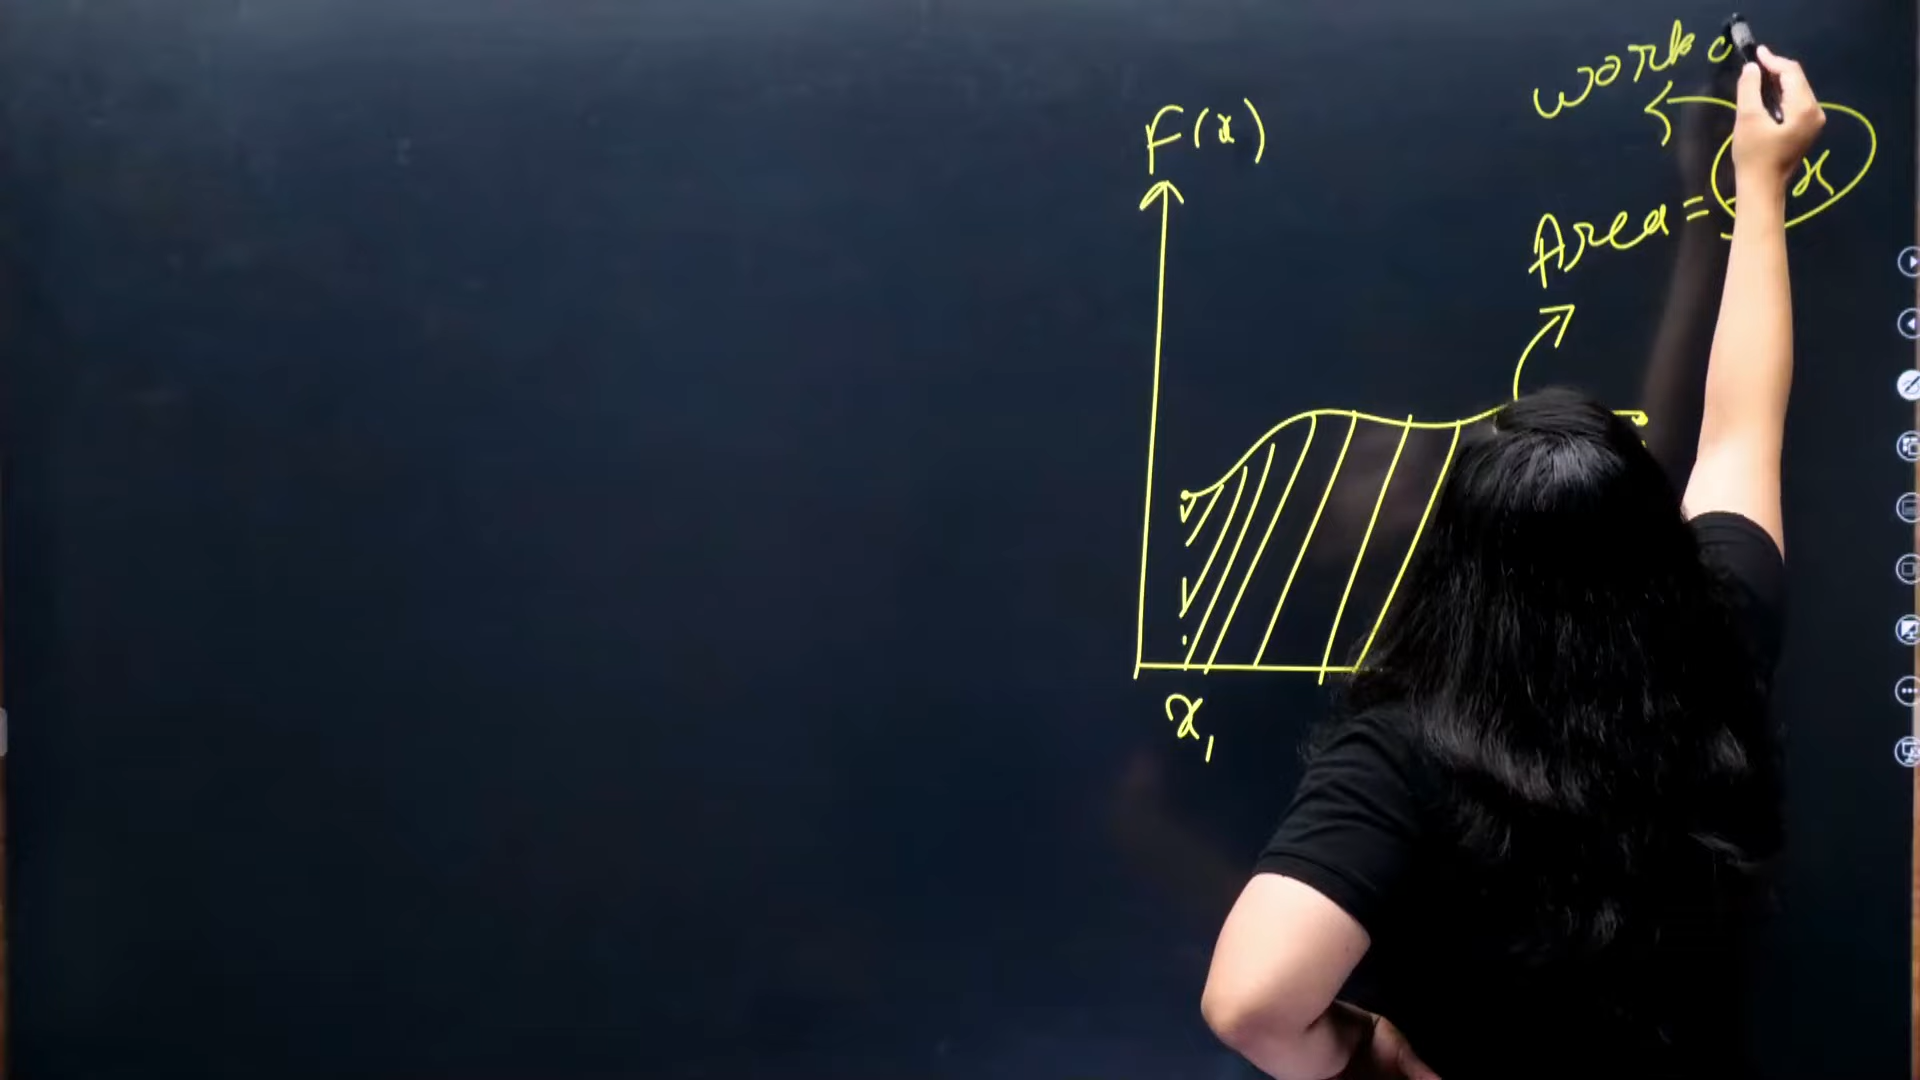 work
F(x)
Area = x
x₁